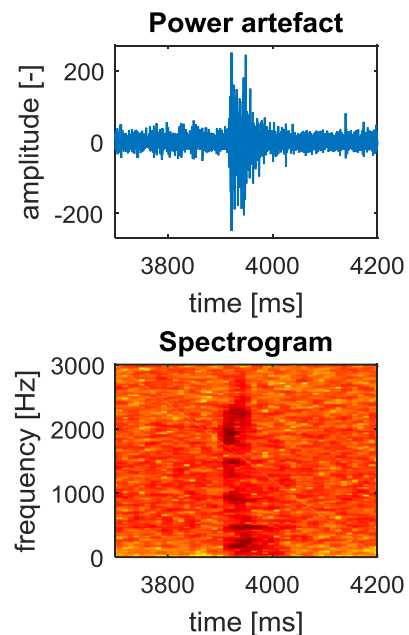 Power artefact
amplitude [-]
200
0
-200
3800 4000 4200
time [ms]
Spectrogram
frequency [Hz]
3000
2000
1000
0
3800 4000 4200
time [ms]